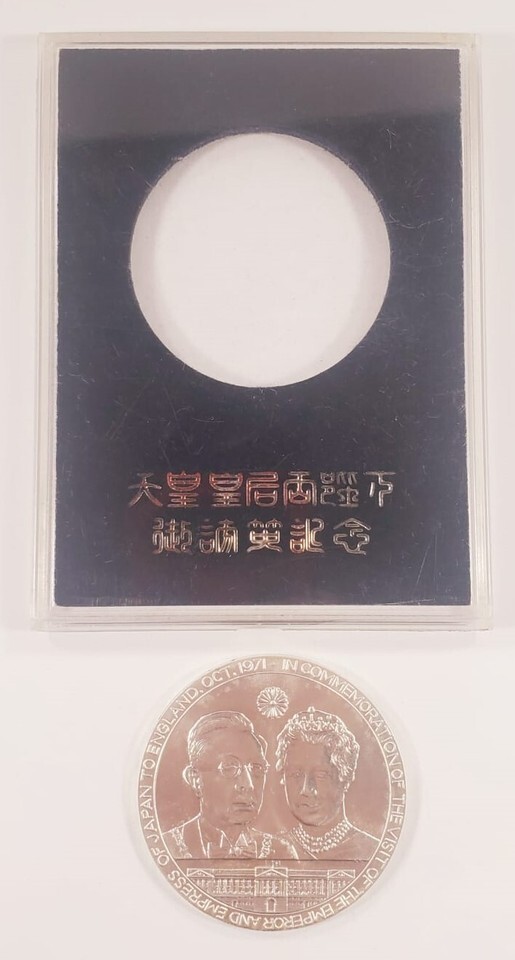 天皇皇后両陛下
御訪英記念
IN COMMEMORATION OF THE VISIT OF THE EMPEROR AND EMPRESS OF JAPAN TO ENGLAND. OCT. 1971 -